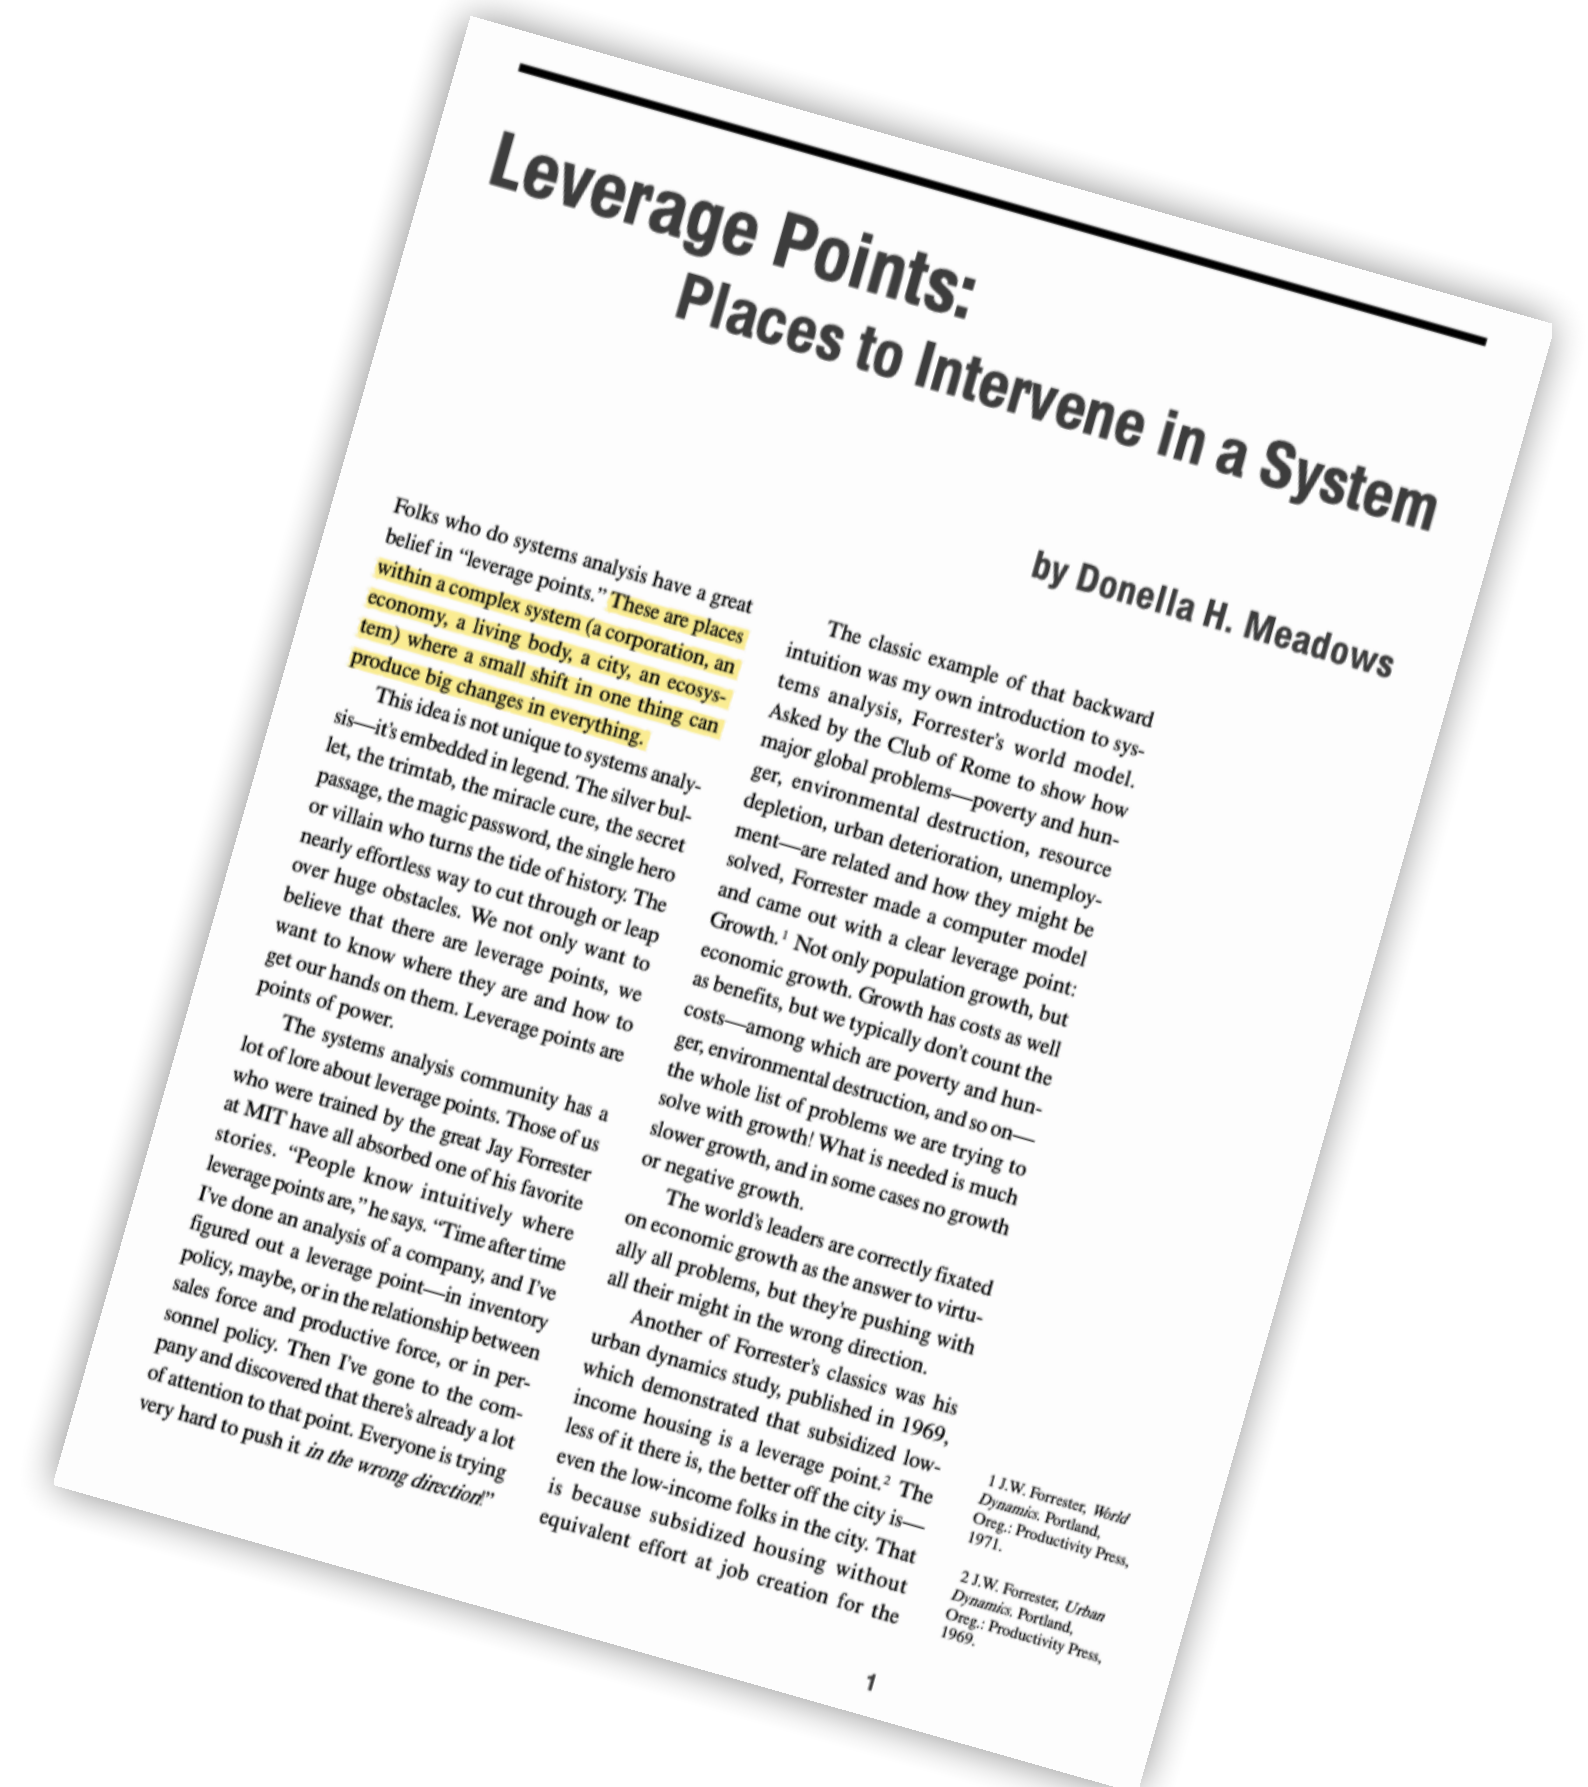 Leverage Points:
Places to Intervene in a System
by Donella H. Meadows
Folks who do systems analysis have a great
belief in “leverage points.” These are places
within a complex system (a corporation, an
economy, a living body, a city, an ecosys-
tem) where a small shift in one thing can
produce big changes in everything.
This idea is not unique to systems analy-
sis—it’s embedded in legend. The silver bul-
let, the trimtab, the miracle cure, the secret
passage, the magic password, the single hero
or villain who turns the tide of history. The
nearly effortless way to cut through or leap
over huge obstacles. We not only want to
believe that there are leverage points, we
want to know where they are and how to
get our hands on them. Leverage points are
points of power.
The systems analysis community has a
lot of lore about leverage points. Those of us
who were trained by the great Jay Forrester
at MIT have all absorbed one of his favorite
stories. “People know intuitively where
leverage points are,” he says. “Time after time
I’ve done an analysis of a company, and I’ve
figured out a leverage point—in inventory
policy, maybe, or in the relationship between
sales force and productive force, or in per-
sonnel policy. Then I’ve gone to the com-
pany and discovered that there’s already a lot
of attention to that point. Everyone is trying
very hard to push it in the wrong direction!”
The classic example of that backward
intuition was my own introduction to sys-
tems analysis, Forrester’s world model.
Asked by the Club of Rome to show how
major global problems—poverty and hun-
ger, environmental destruction, resource
depletion, urban deterioration, unemploy-
ment—are related and how they might be
solved, Forrester made a computer model
and came out with a clear leverage point:
Growth.1 Not only population growth, but
economic growth. Growth has costs as well
as benefits, but we typically don’t count the
costs—among which are poverty and hun-
ger, environmental destruction, and so on—
the whole list of problems we are trying to
solve with growth! What is needed is much
slower growth, and in some cases no growth
or negative growth.
The world’s leaders are correctly fixated
on economic growth as the answer to virtu-
ally all problems, but they’re pushing with
all their might in the wrong direction.
Another of Forrester’s classics was his
urban dynamics study, published in 1969,
which demonstrated that subsidized low-
income housing is a leverage point.2 The
less of it there is, the better off the city is—
even the low-income folks in the city. That
is because subsidized housing without
equivalent effort at job creation for the
1 J.W. Forrester, World
Dynamics. Portland,
Oreg.: Productivity Press,
1971.
2 J.W. Forrester, Urban
Dynamics. Portland,
Oreg.: Productivity Press,
1969.
1